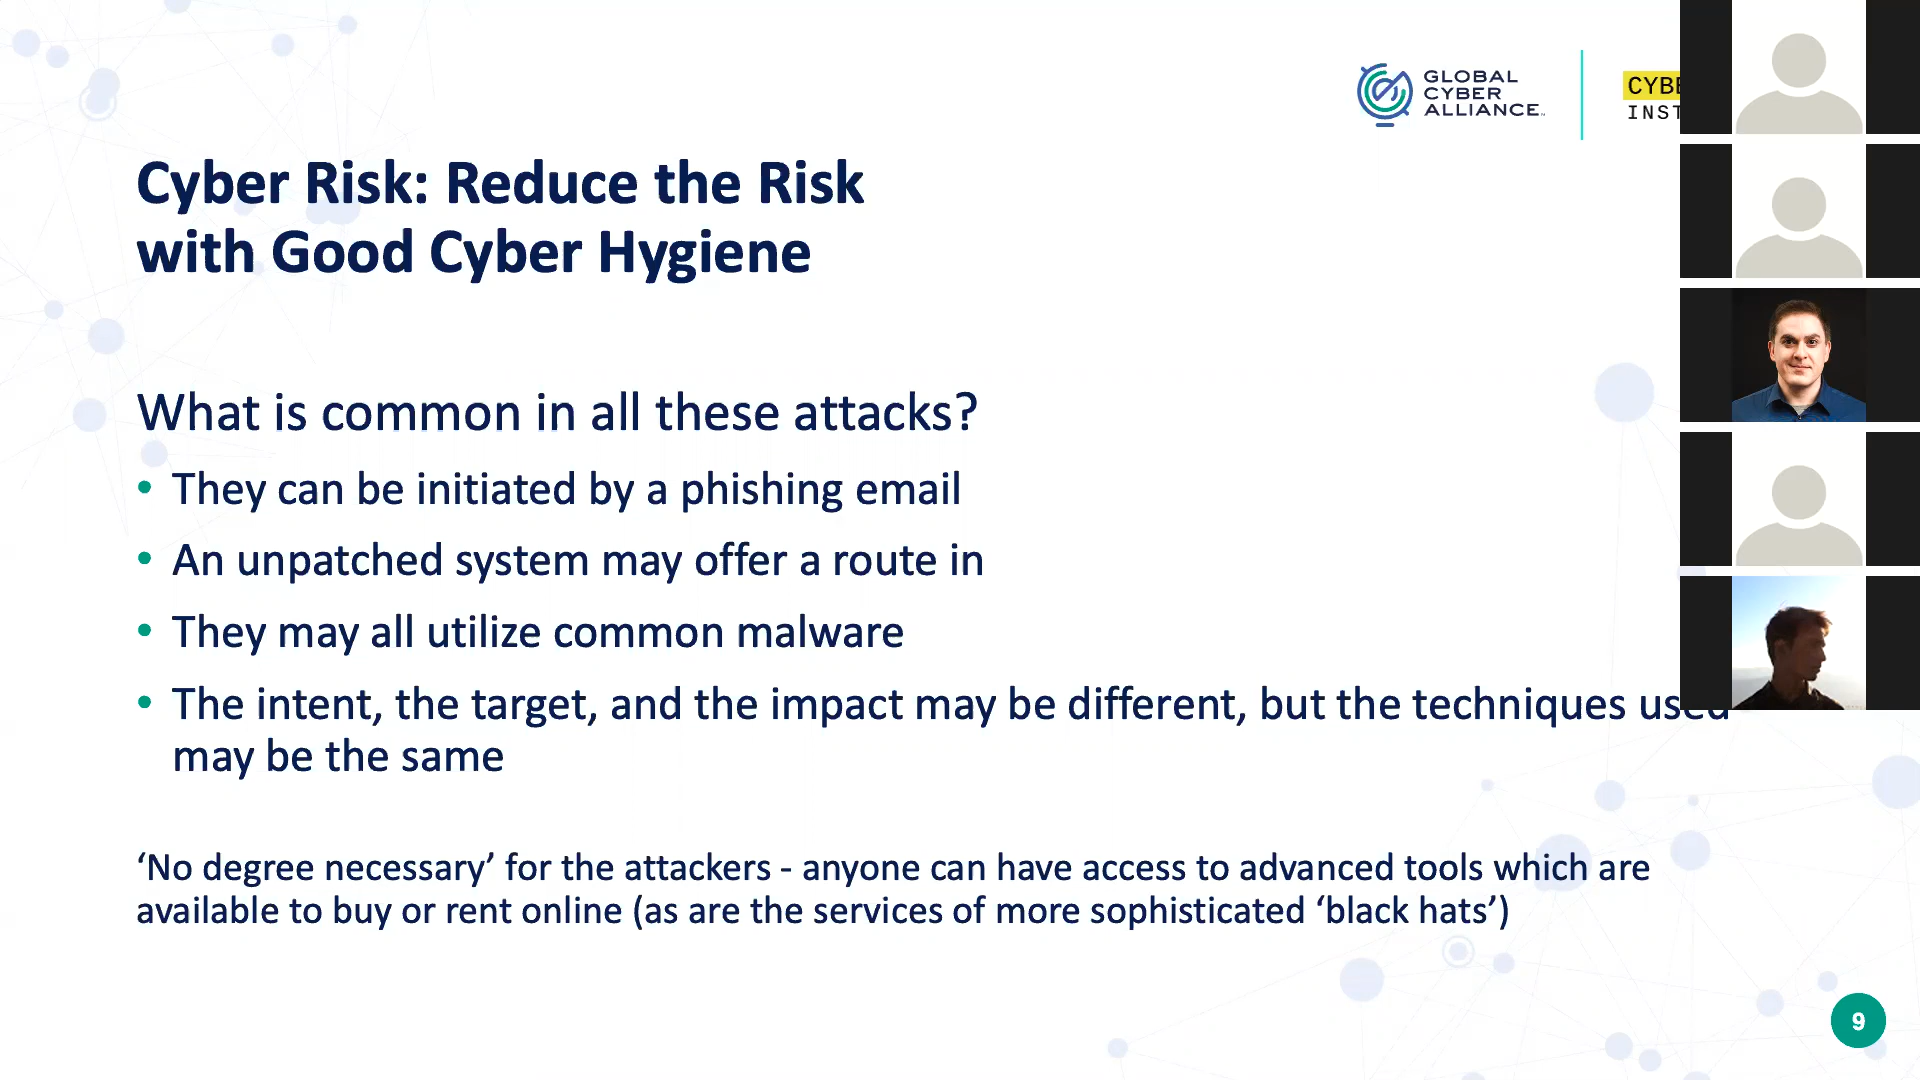 GLOBAL
CYBER
ALLIANCE™
Cyber Risk: Reduce the Risk
with Good Cyber Hygiene
What is common in all these attacks?
• They can be initiated by a phishing email
• An unpatched system may offer a route in
• They may all utilize common malware
• The intent, the target, and the impact may be different, but the techniques used
may be the same
‘No degree necessary’ for the attackers - anyone can have access to advanced tools which are
available to buy or rent online (as are the services of more sophisticated ‘black hats’)
9